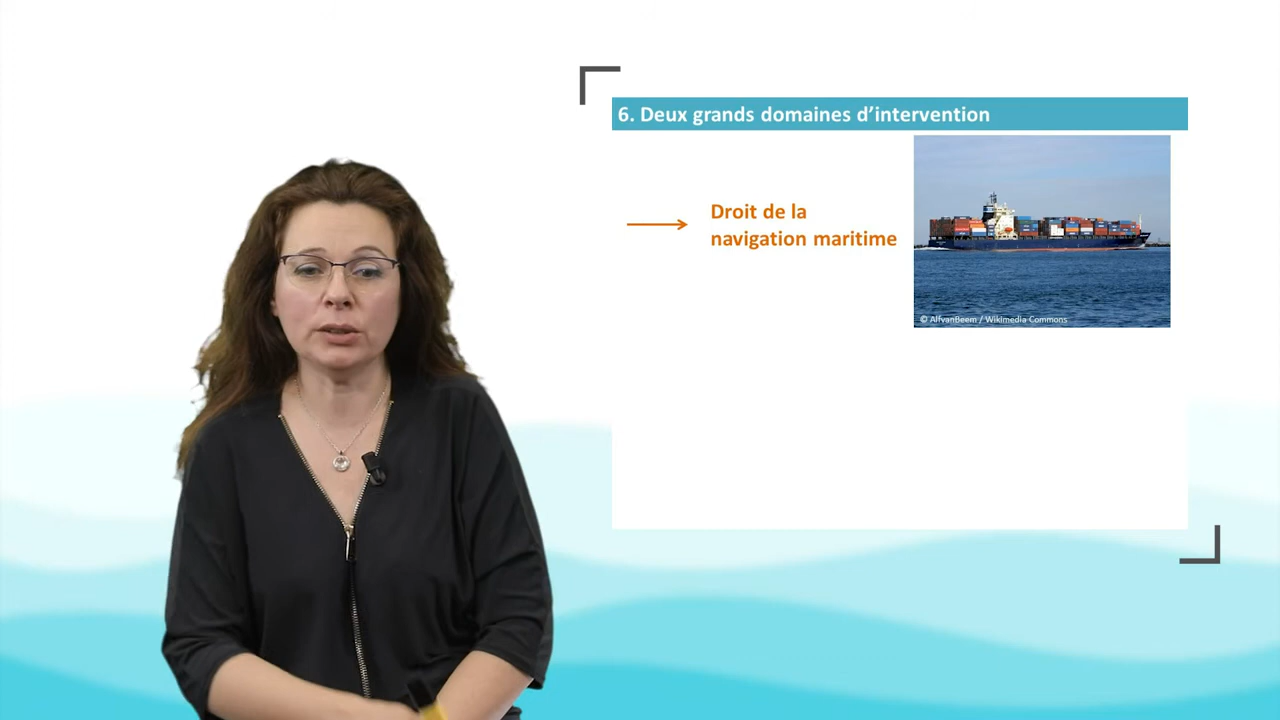 6. Deux grands domaines d'intervention
Droit de la
navigation maritime
© AlfvanBeem / Wikimedia Commons